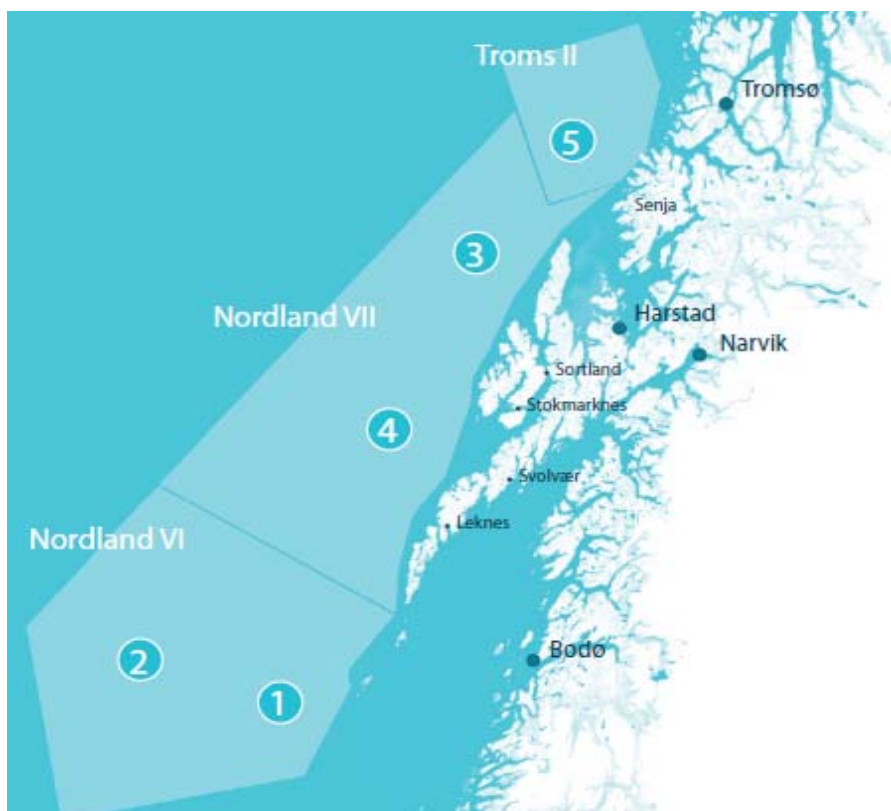 Troms II
Tromsø
5
Senja
3
Nordland VII
Harstad
Narvik
Sortland
Stokmarknes
4
Svolvær
Leknes
Nordland VI
2
Bodø
1